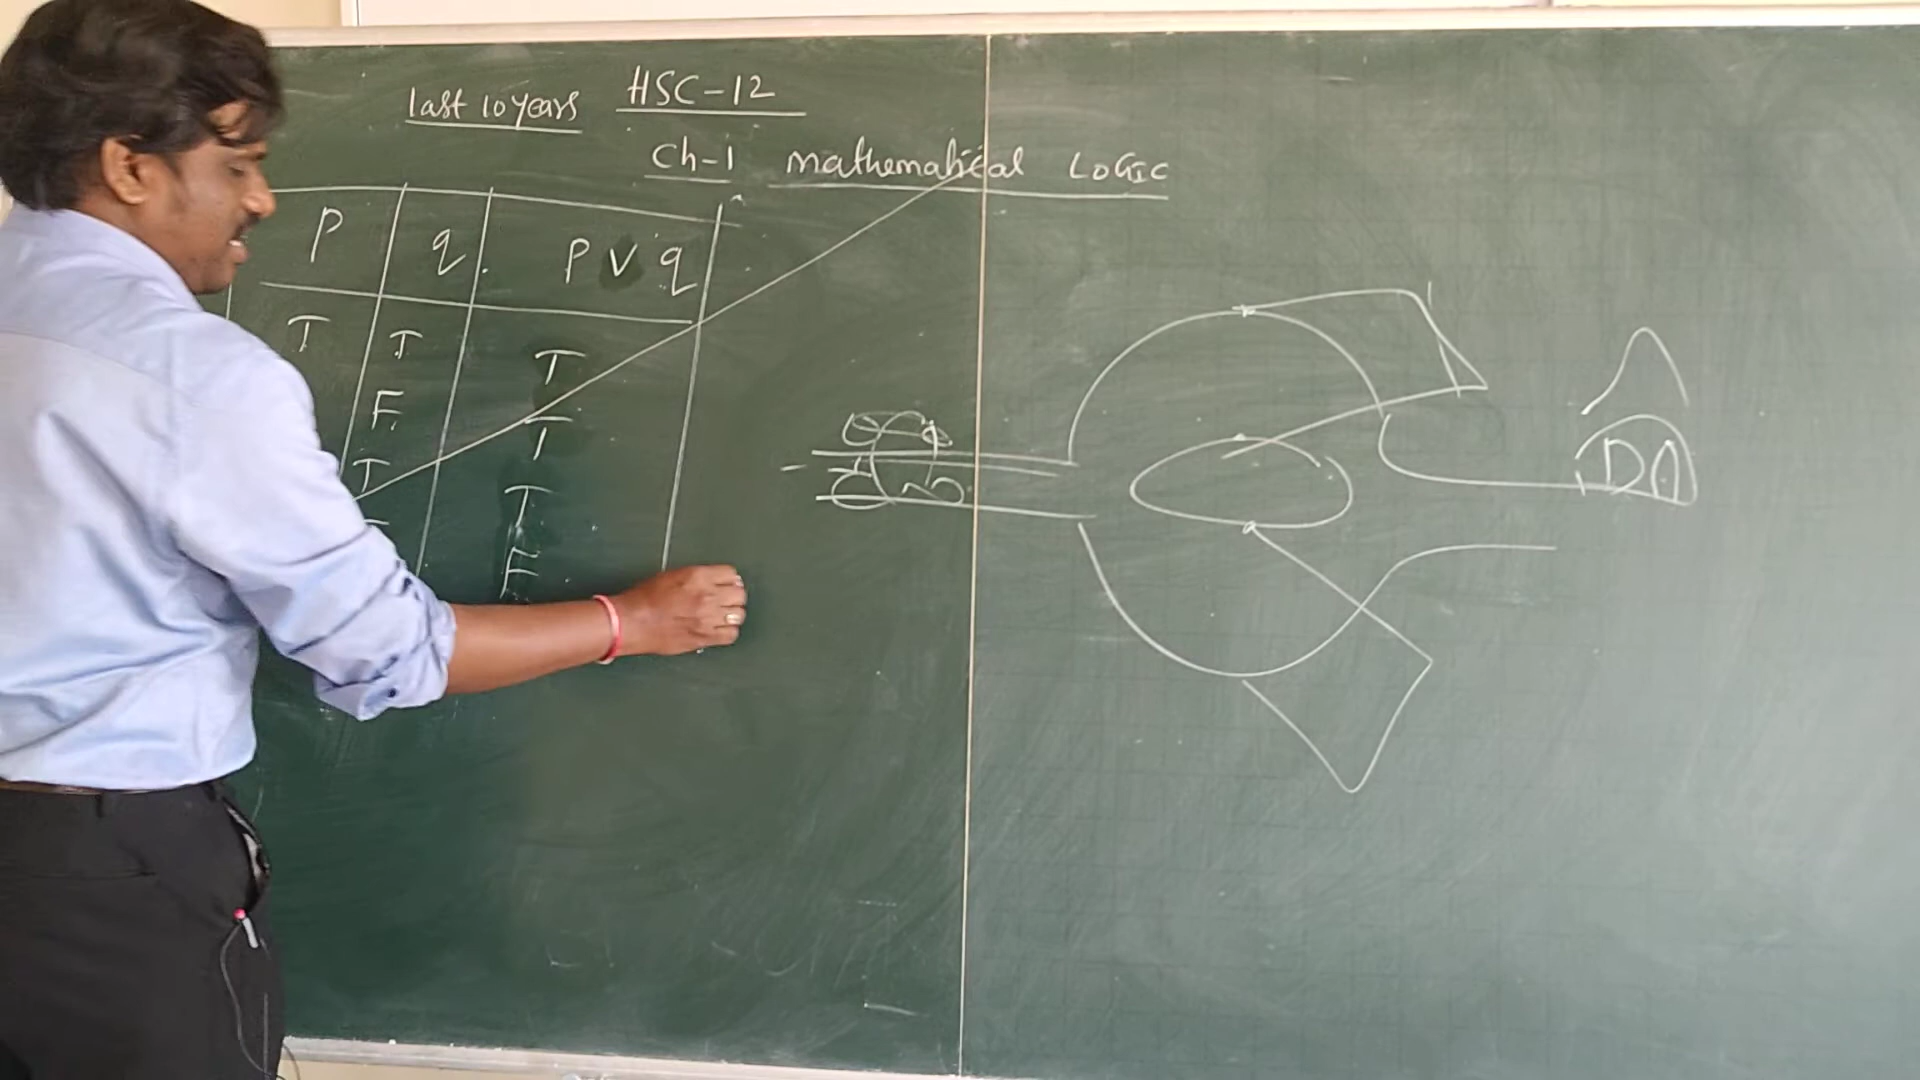 last 10 years HSC-12
Ch-1 mathematical LOGIC
P q. P V q
T T T
F T
T T
F